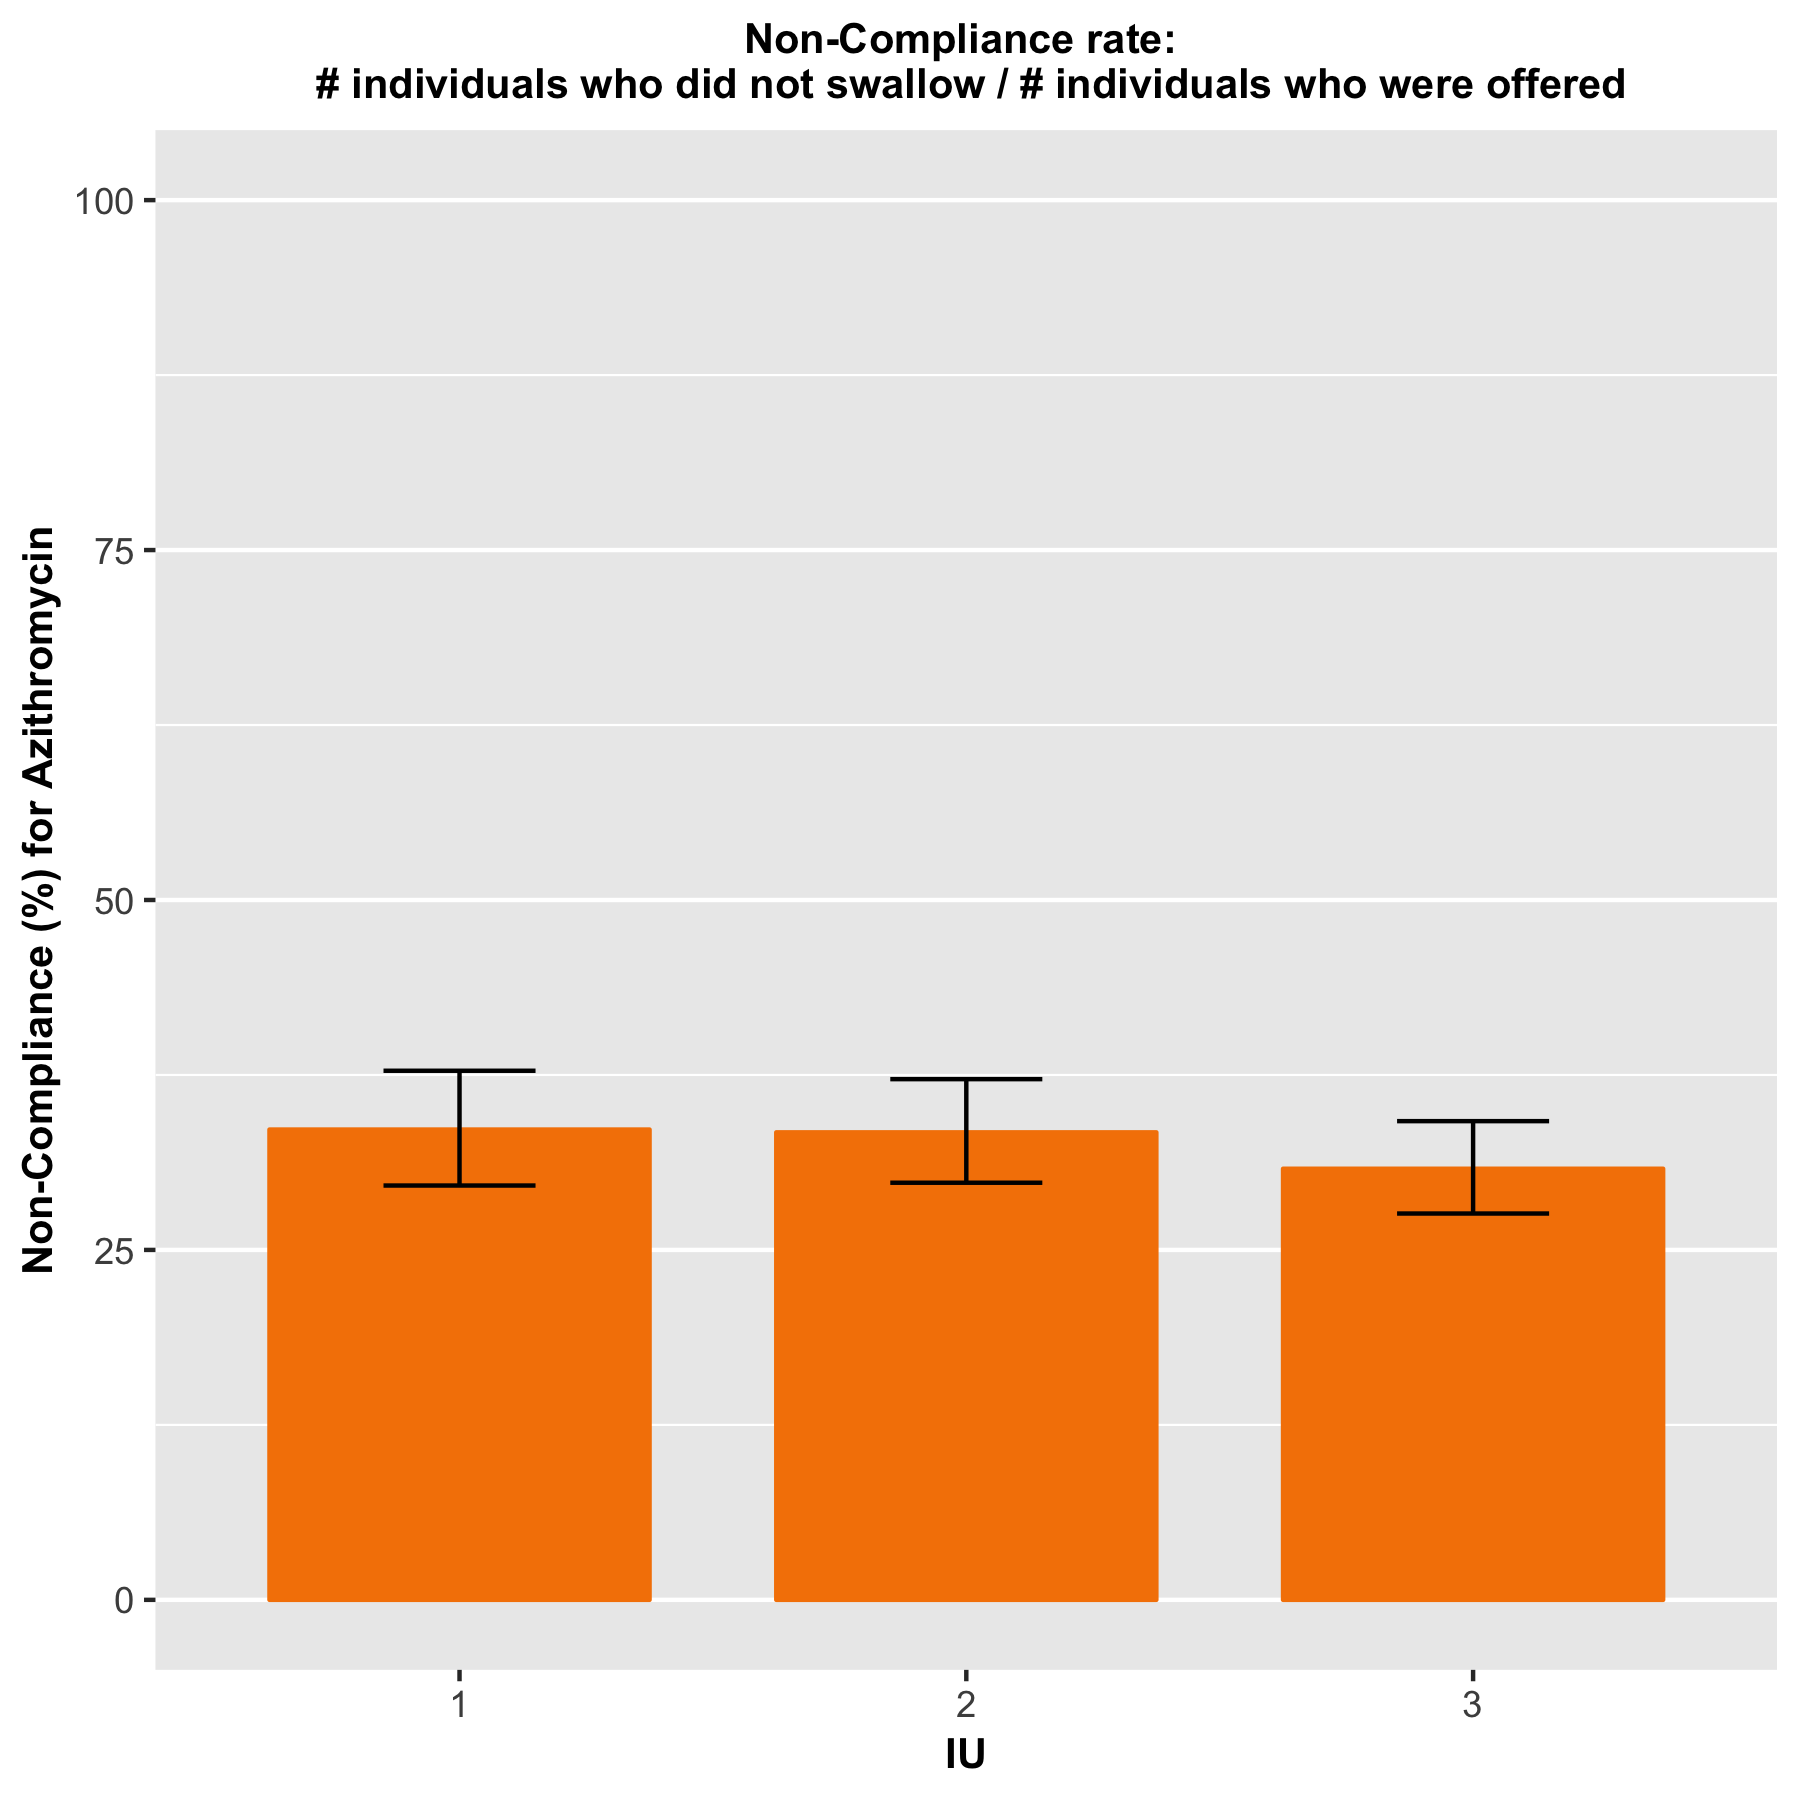 Non-Compliance rate:
# individuals who did not swallow / # individuals who were offered
Non-Compliance (%) for Azithromycin
100
75
50
25
0
1
2
3
IU